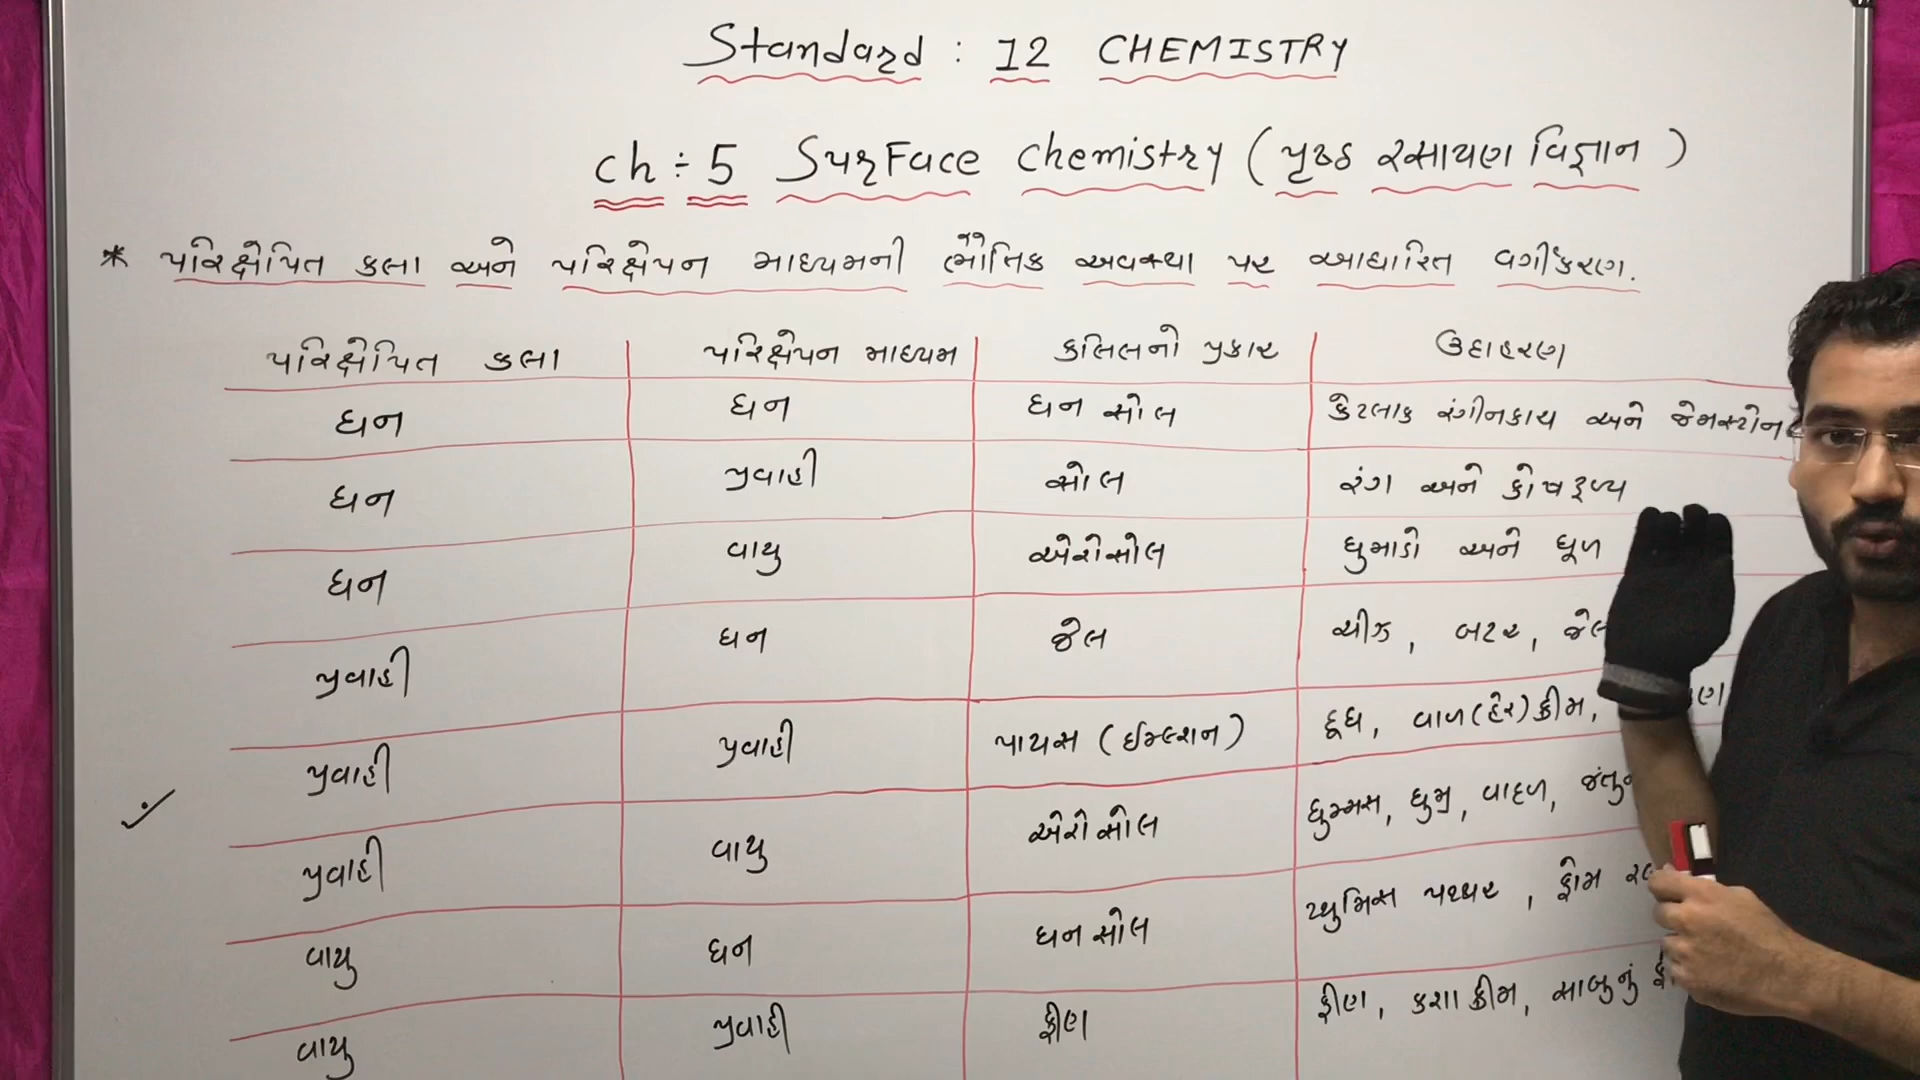 Standard : 12 CHEMISTRY
ch ÷ 5 Surface Chemistry ( પૃષ્ઠ રસાયણ વિજ્ઞાન )
* પરિક્ષેપિત કલા અને પરિક્ષેપન માધ્યમની ભૌતિક અવસ્થા પર આધારિત વર્ગીકરણ.
પરિક્ષેપિત કલા પરિક્ષેપન માધ્યમ કલિલનો પ્રકાર ઉદાહરણ
ઘન ઘન ઘન સોલ કેટલાક રંગીનકાચ અને જેમસ્ટોન
ઘન પ્રવાહી સોલ રંગ અને કોષરૂળ્ય
ઘન વાયુ એરોસોલ ધુમાડો અને ધૂળ
પ્રવાહી ઘન જેલ ચીઝ, બટર,
પ્રવાહી પ્રવાહી પાયસ (ઈમલ્શન) દૂધ, વાળ(હેર)ક્રીમ,
પ્રવાહી વાયુ એરોસોલ ધુમ્મસ, ધુમ્ર, વાદળ,
વાયુ ઘન ઘન સોલ પ્યુમિસ પથ્થર, ફોમ
વાયુ પ્રવાહી ફીણ ફીણ, કશાક્રીમ, સાબુનું